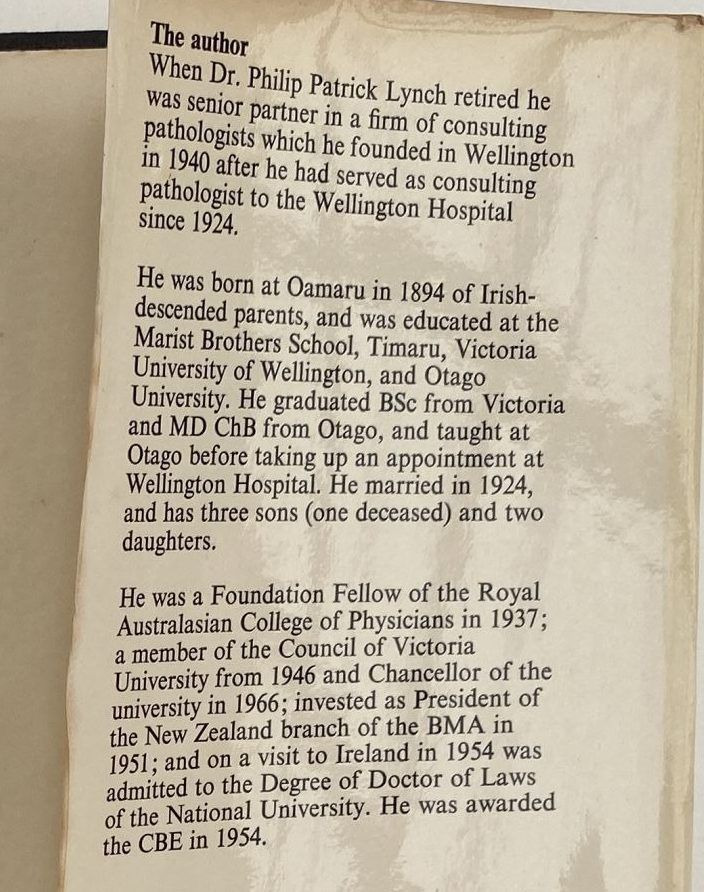 The author
When Dr. Philip Patrick Lynch retired he
was senior partner in a firm of consulting
pathologists which he founded in Wellington
in 1940 after he had served as consulting
pathologist to the Wellington Hospital
since 1924.
He was born at Oamaru in 1894 of Irish-
descended parents, and was educated at the
Marist Brothers School, Timaru, Victoria
University of Wellington, and Otago
University. He graduated BSc from Victoria
and MD ChB from Otago, and taught at
Otago before taking up an appointment at
Wellington Hospital. He married in 1924,
and has three sons (one deceased) and two
daughters.
He was a Foundation Fellow of the Royal
Australasian College of Physicians in 1937;
a member of the Council of Victoria
University from 1946 and Chancellor of the
university in 1966; invested as President of
the New Zealand branch of the BMA in
1951; and on a visit to Ireland in 1954 was
admitted to the Degree of Doctor of Laws
of the National University. He was awarded
the CBE in 1954.